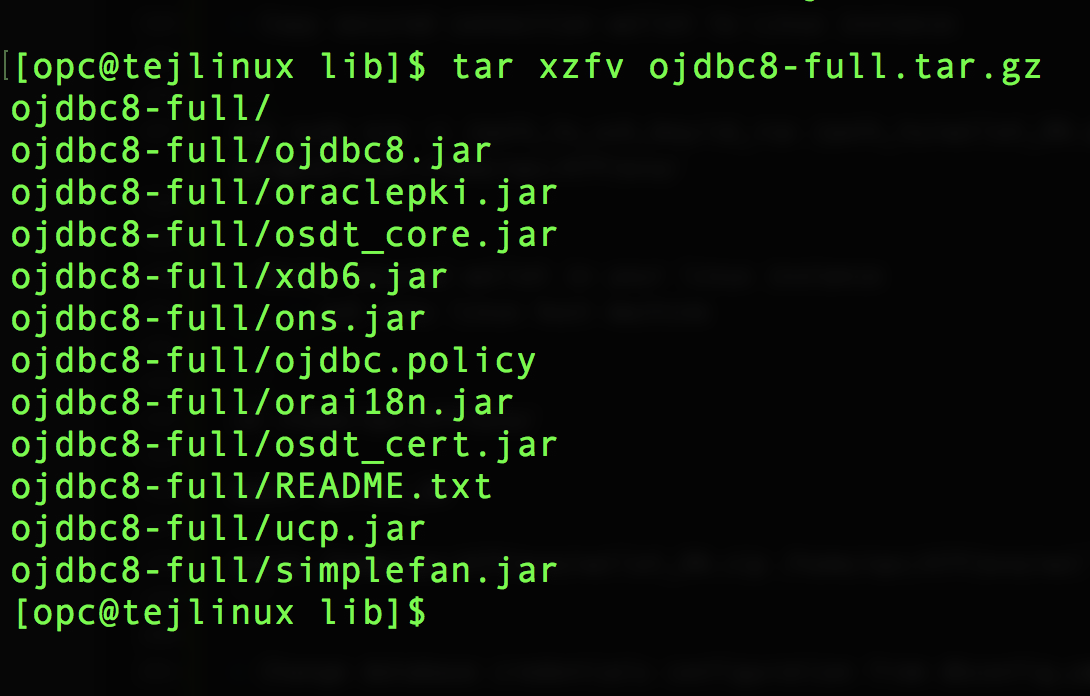 [[opc@tejlinux lib]$ tar xzfv ojdbc8-full.tar.gz
ojdbc8-full/
ojdbc8-full/ojdbc8.jar
ojdbc8-full/oraclepki.jar
ojdbc8-full/osdt_core.jar
ojdbc8-full/xdb6.jar
ojdbc8-full/ons.jar
ojdbc8-full/ojdbc.policy
ojdbc8-full/orai18n.jar
ojdbc8-full/osdt_cert.jar
ojdbc8-full/README.txt
ojdbc8-full/ucp.jar
ojdbc8-full/simplefan.jar
[opc@tejlinux lib]$